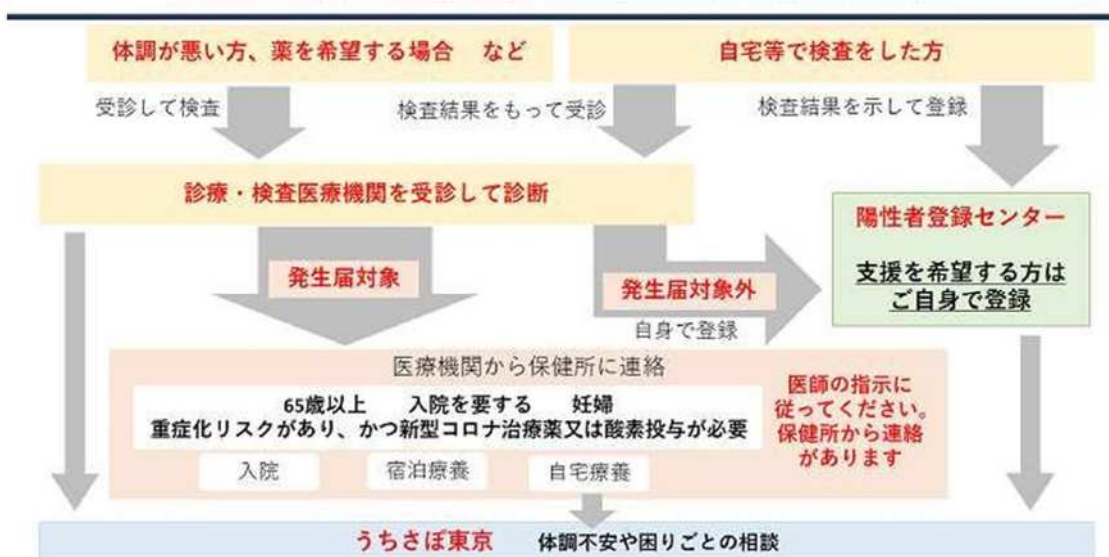 体調が悪い方、薬を希望する場合　など
自宅等で検査をした方
受診して検査
検査結果をもって受診
検査結果を示して登録
診療・検査医療機関を受診して診断
陽性者登録センター
支援を希望する方は
ご自身で登録
発生届対象
発生届対象外
自身で登録
医療機関から保健所に連絡
65歳以上　入院を要する　妊婦
重症化リスクがあり、かつ新型コロナ治療薬又は酸素投与が必要
医師の指示に
従ってください。
保健所から連絡
があります
入院
宿泊療養
自宅療養
うちさぽ東京　体調不安や困りごとの相談